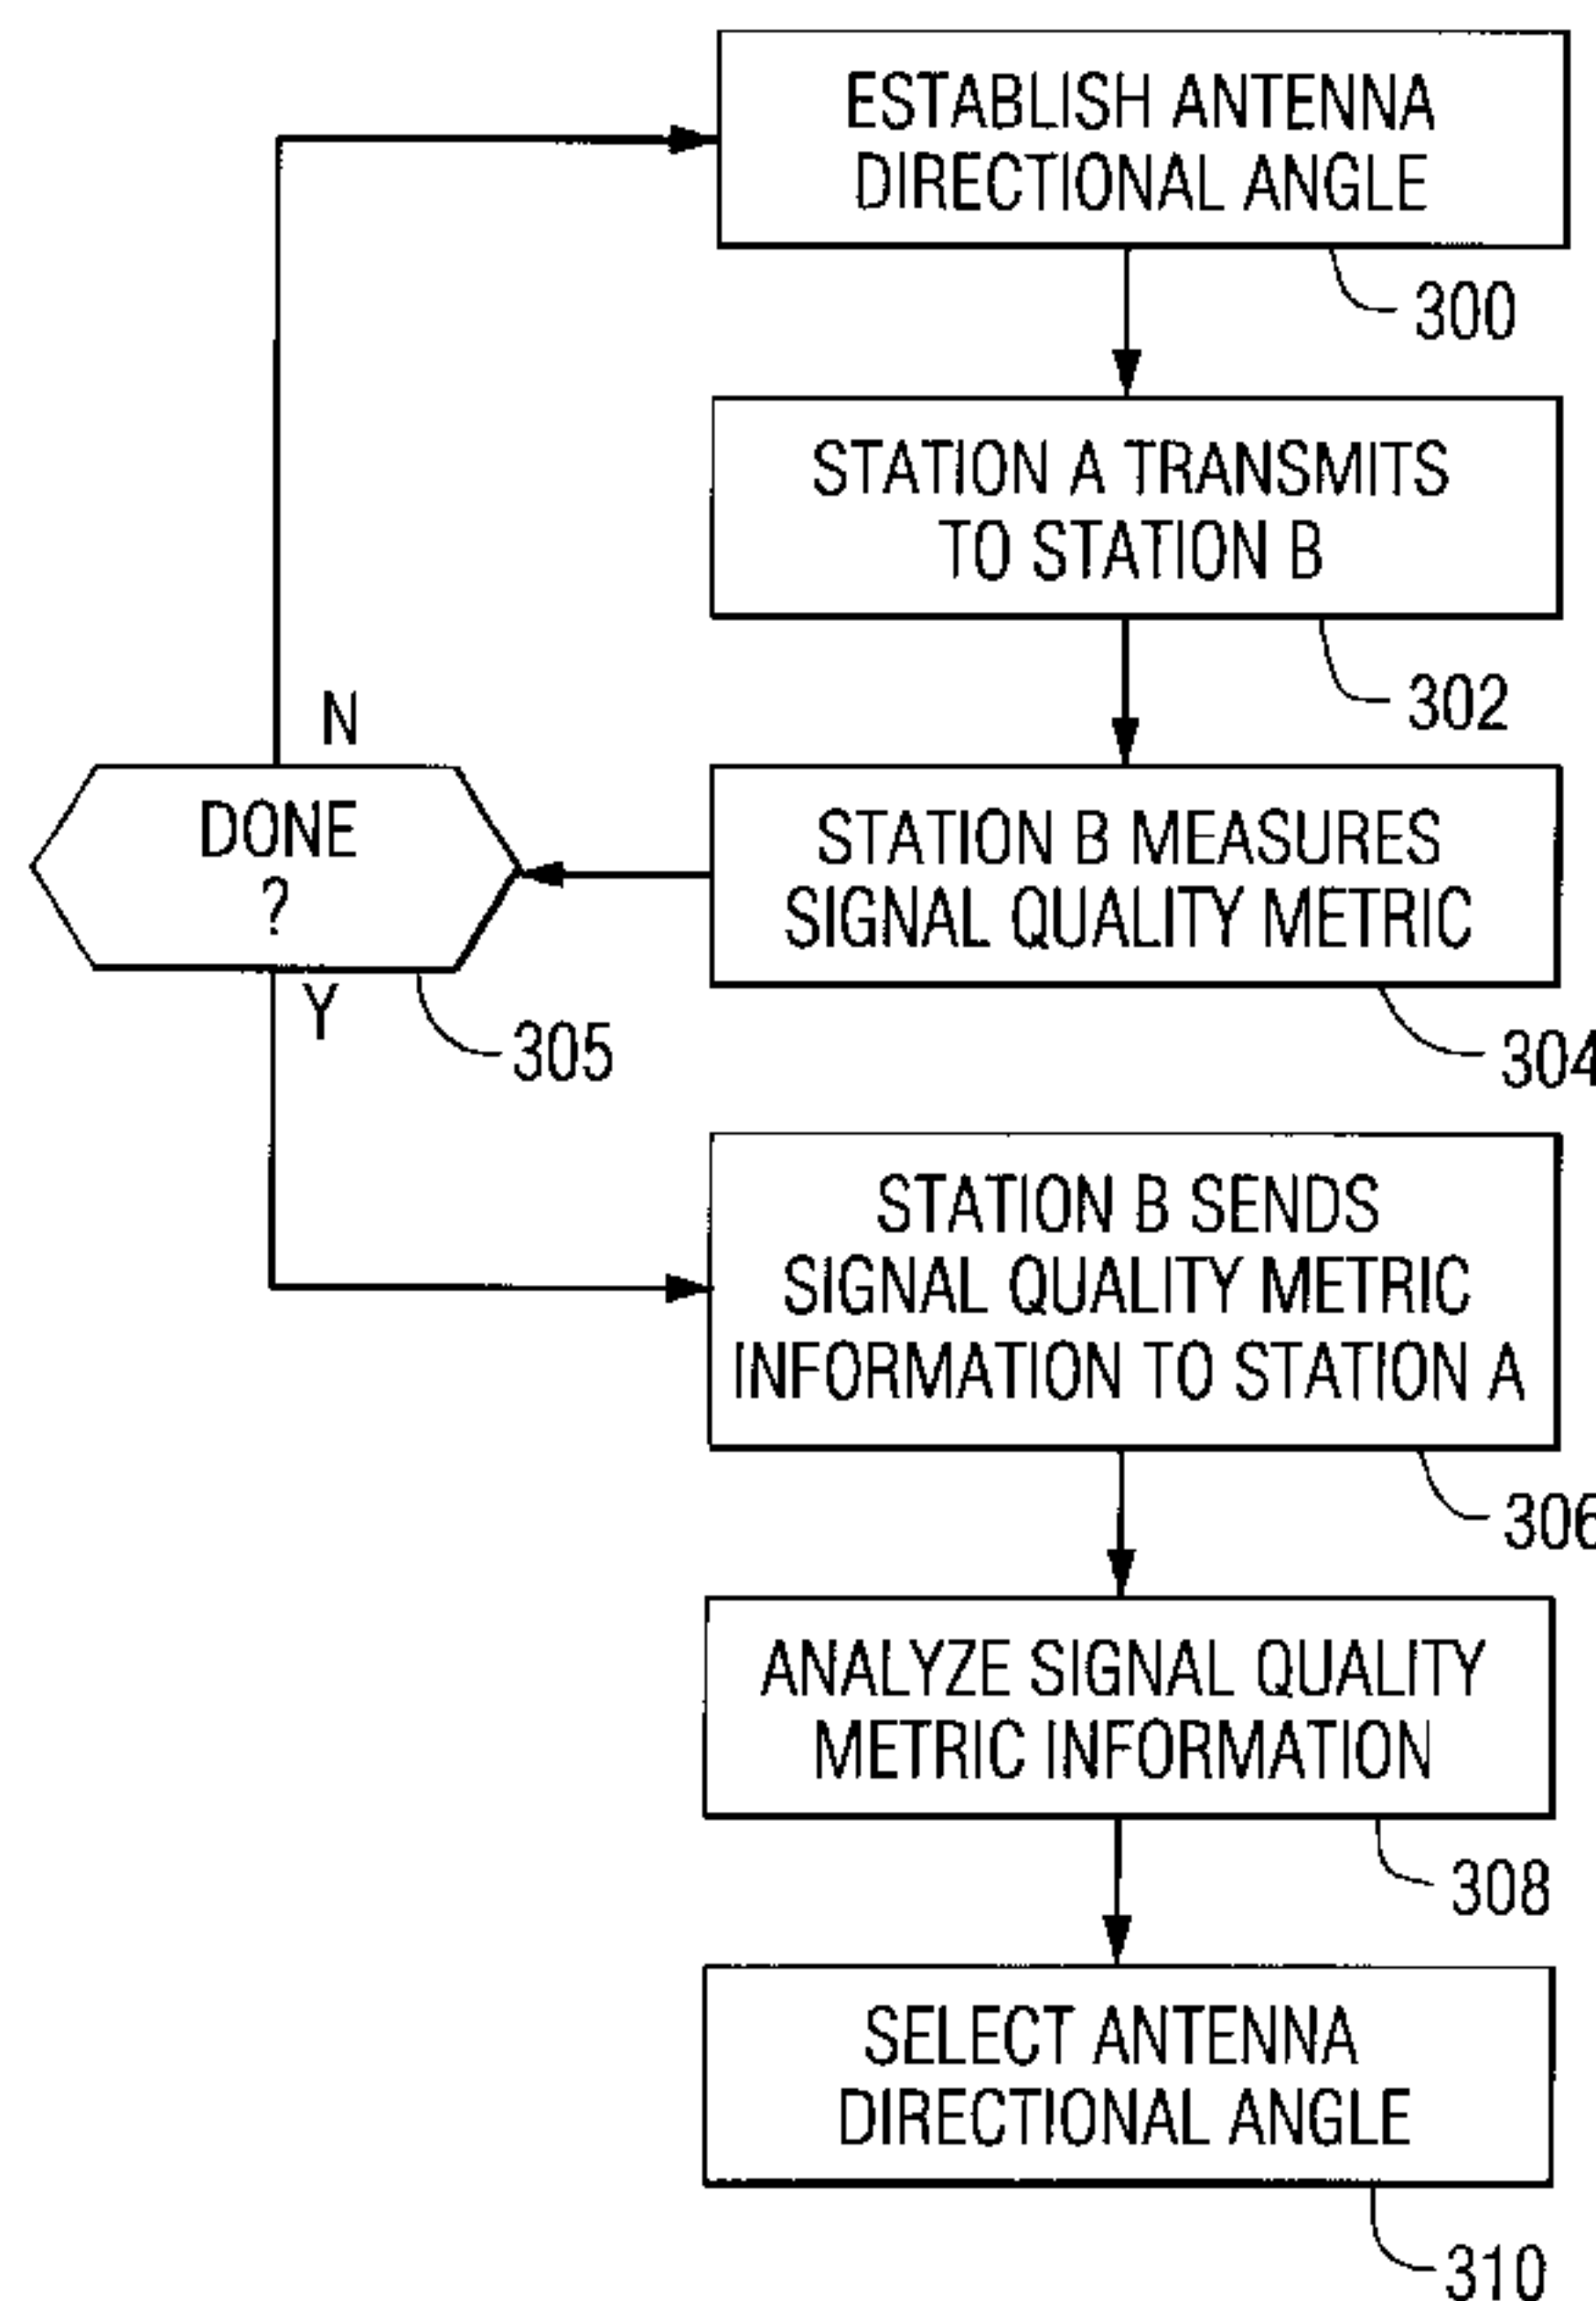 ESTABLISH ANTENNA
DIRECTIONAL ANGLE
300
STATION A TRANSMITS
TO STATION B
302
N
DONE
?
Y
305
STATION B MEASURES
SIGNAL QUALITY METRIC
304
STATION B SENDS
SIGNAL QUALITY METRIC
INFORMATION TO STATION A
306
ANALYZE SIGNAL QUALITY
METRIC INFORMATION
308
SELECT ANTENNA
DIRECTIONAL ANGLE
310